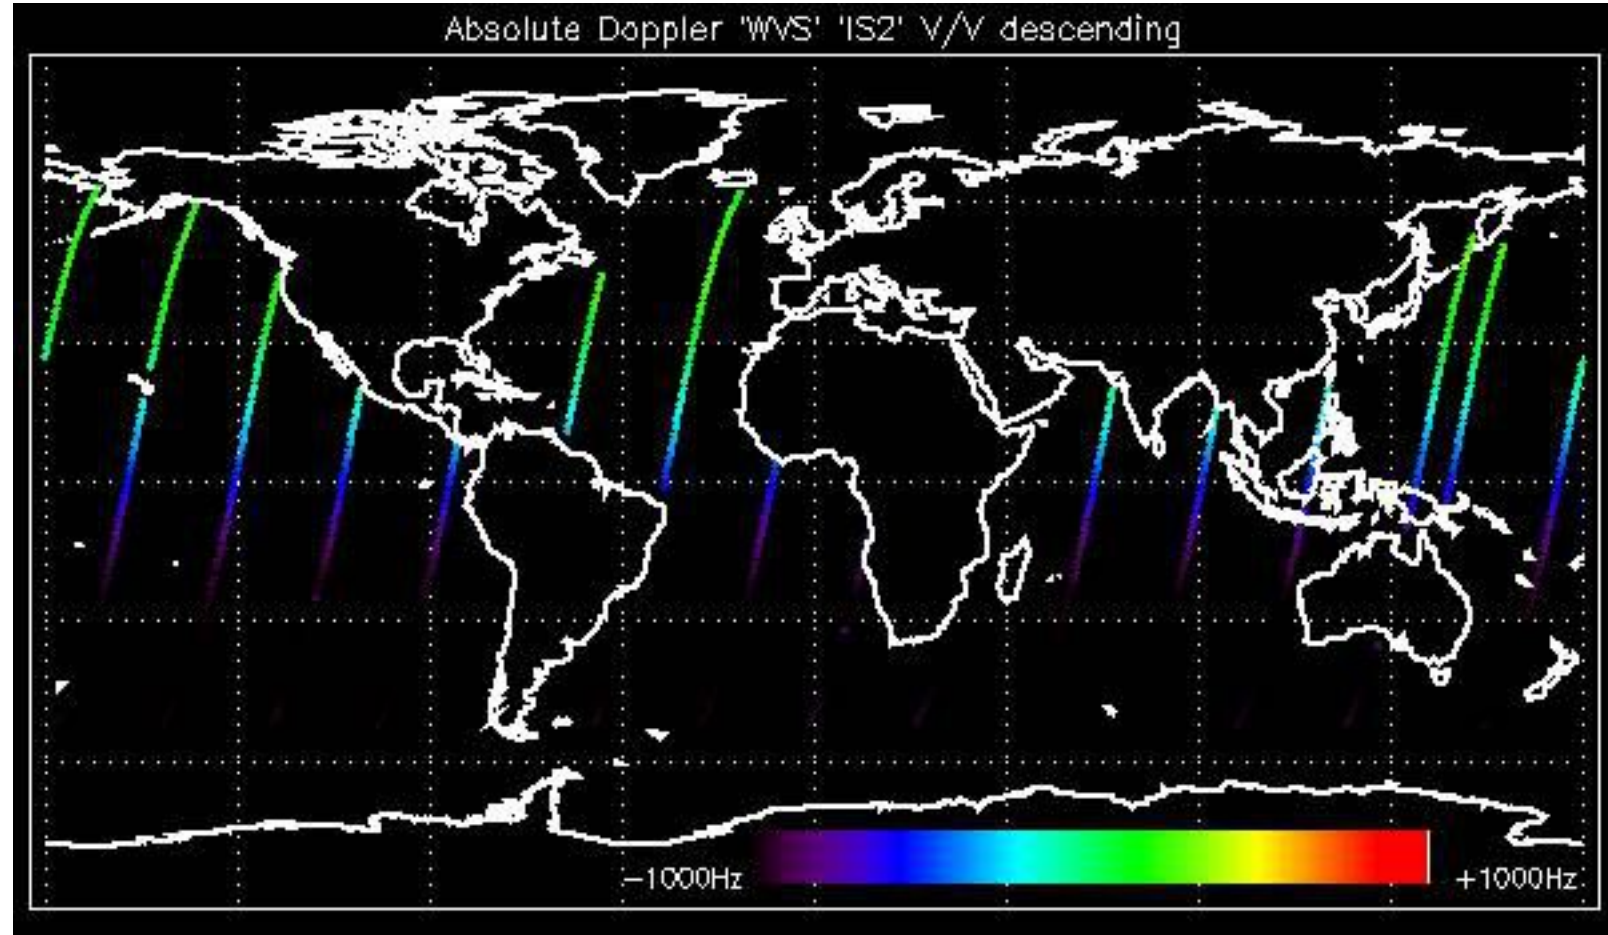 Absolute Doppler 'WVS' 'IS2' V/V descending
−1000Hz +1000Hz